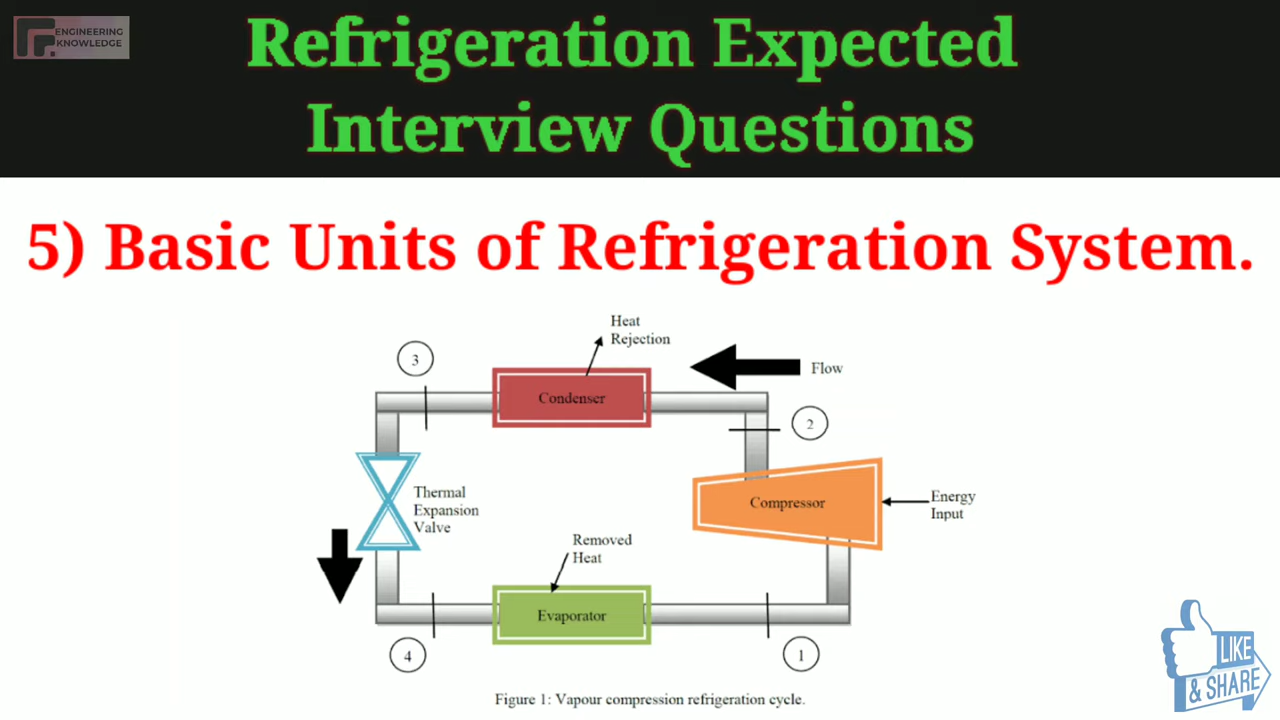 ENGINEERING
KNOWLEDGE
Refrigeration Expected
Interview Questions
5) Basic Units of Refrigeration System.
Heat
Rejection
3
Condenser
Flow
2
Thermal
Expansion
Valve
Compressor
Energy
Input
Removed
Heat
Evaporator
4
1
Figure 1: Vapour compression refrigeration cycle.
LIKE
& SHARE